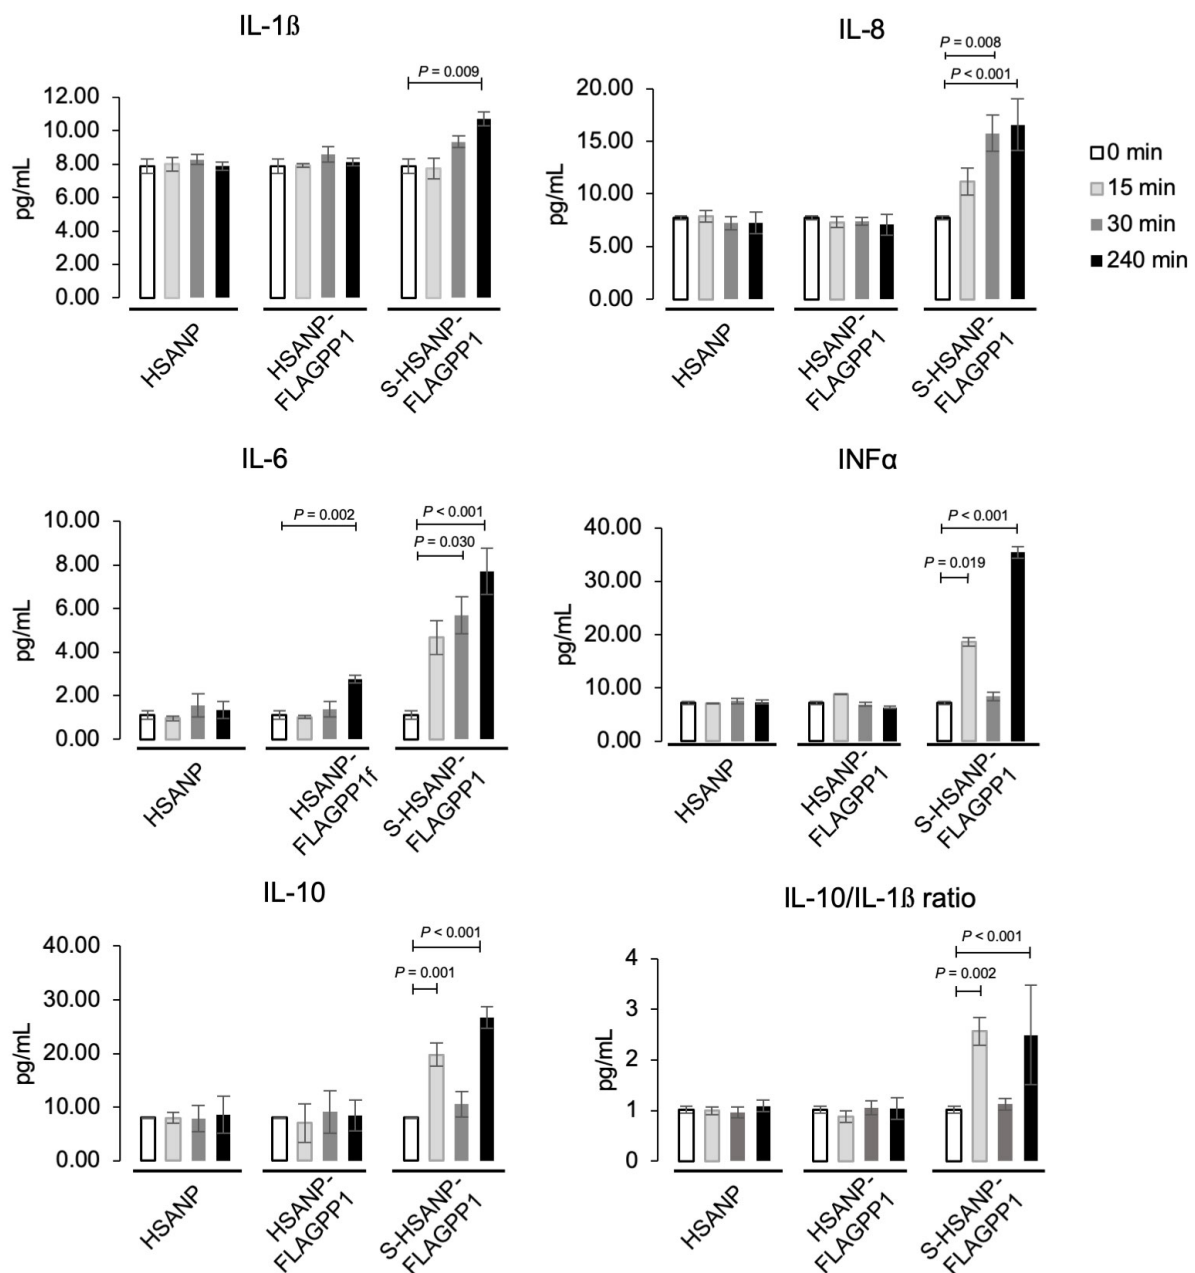 IL-1ß
P = 0.009
pg/mL
12.00
10.00
8.00
6.00
4.00
2.00
0.00
HSANP
HSANP-
FLAGPP1
S-HSANP-
FLAGPP1
IL-8
P = 0.008
P < 0.001
pg/mL
20.00
15.00
10.00
5.00
0.00
HSANP
HSANP-
FLAGPP1
S-HSANP-
FLAGPP1
0 min
15 min
30 min
240 min
IL-6
P = 0.002
P < 0.001
P = 0.030
pg/mL
10.00
8.00
6.00
4.00
2.00
0.00
HSANP
HSANP-
FLAGPP1f
S-HSANP-
FLAGPP1
INFα
P < 0.001
P = 0.019
pg/mL
40.00
30.00
20.00
10.00
0.00
HSANP
HSANP-
FLAGPP1
S-HSANP-
FLAGPP1
IL-10
P < 0.001
P = 0.001
pg/mL
40.00
30.00
20.00
10.00
0.00
HSANP
HSANP-
FLAGPP1
S-HSANP-
FLAGPP1
IL-10/IL-1ß ratio
P < 0.001
P = 0.002
pg/mL
4
3
2
1
0
HSANP
HSANP-
FLAGPP1
S-HSANP-
FLAGPP1